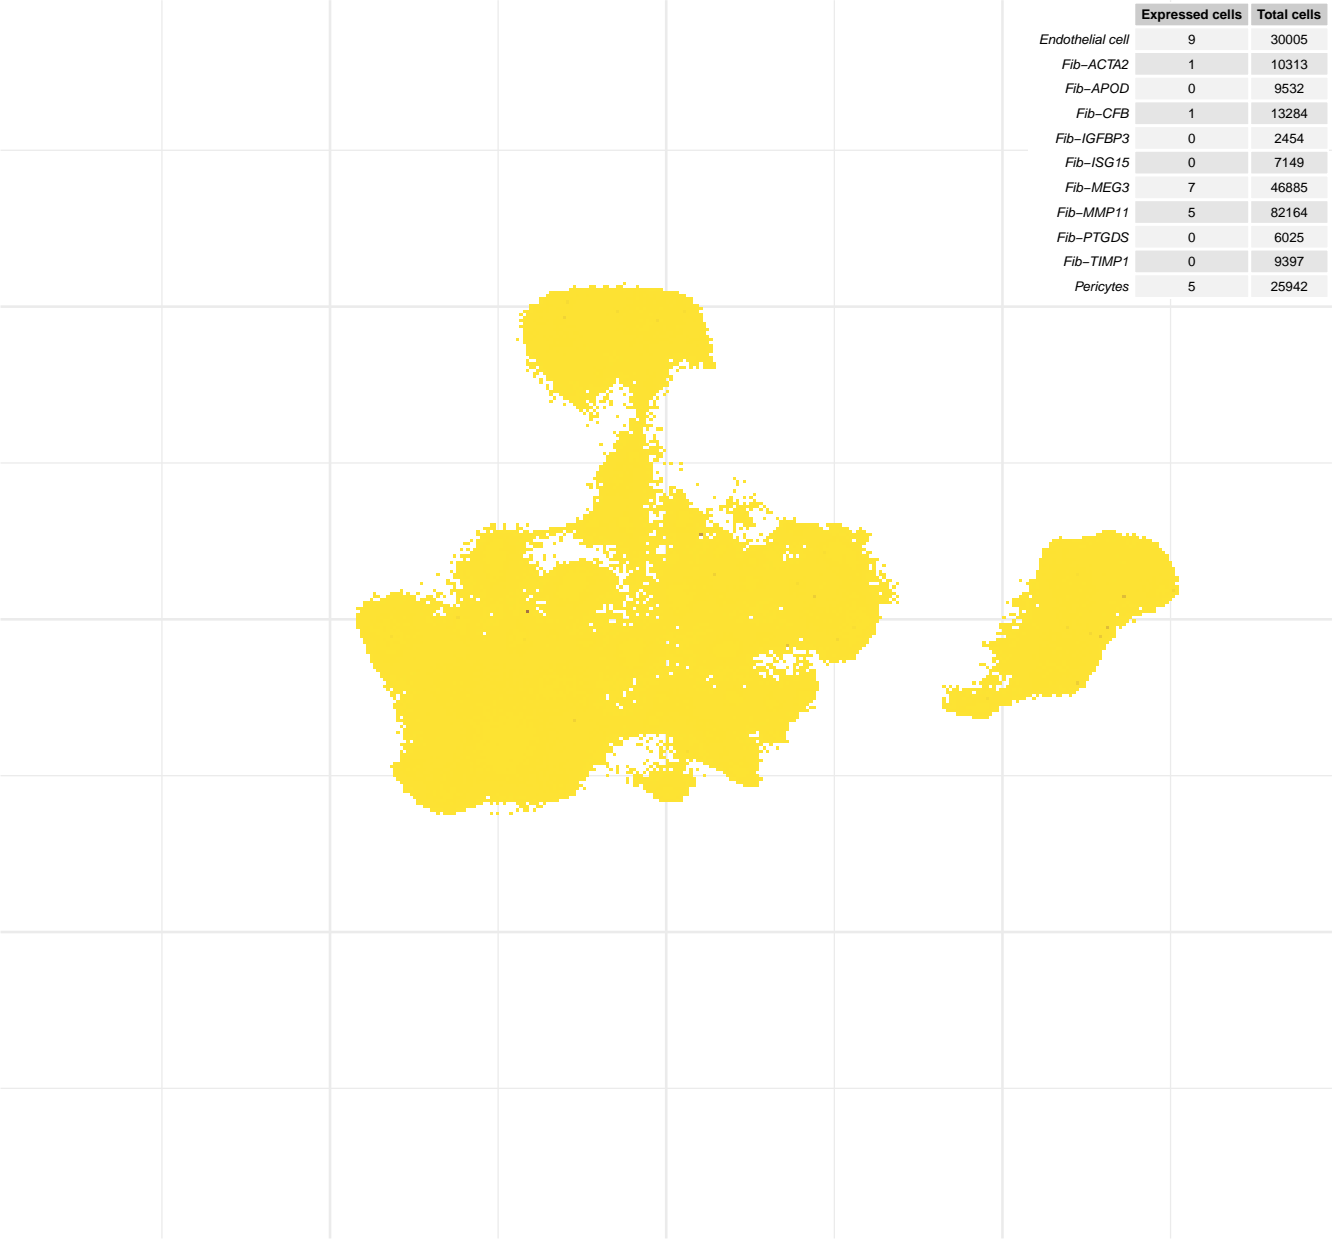 Expressed cells Total cells
Endothelial cell 9 30005
Fib−ACTA2 1 10313
Fib−APOD 0 9532
Fib−CFB 1 13284
Fib−IGFBP3 0 2454
Fib−ISG15 0 7149
Fib−MEG3 7 46885
Fib−MMP11 5 82164
Fib−PTGDS 0 6025
Fib−TIMP1 0 9397
Pericytes 5 25942